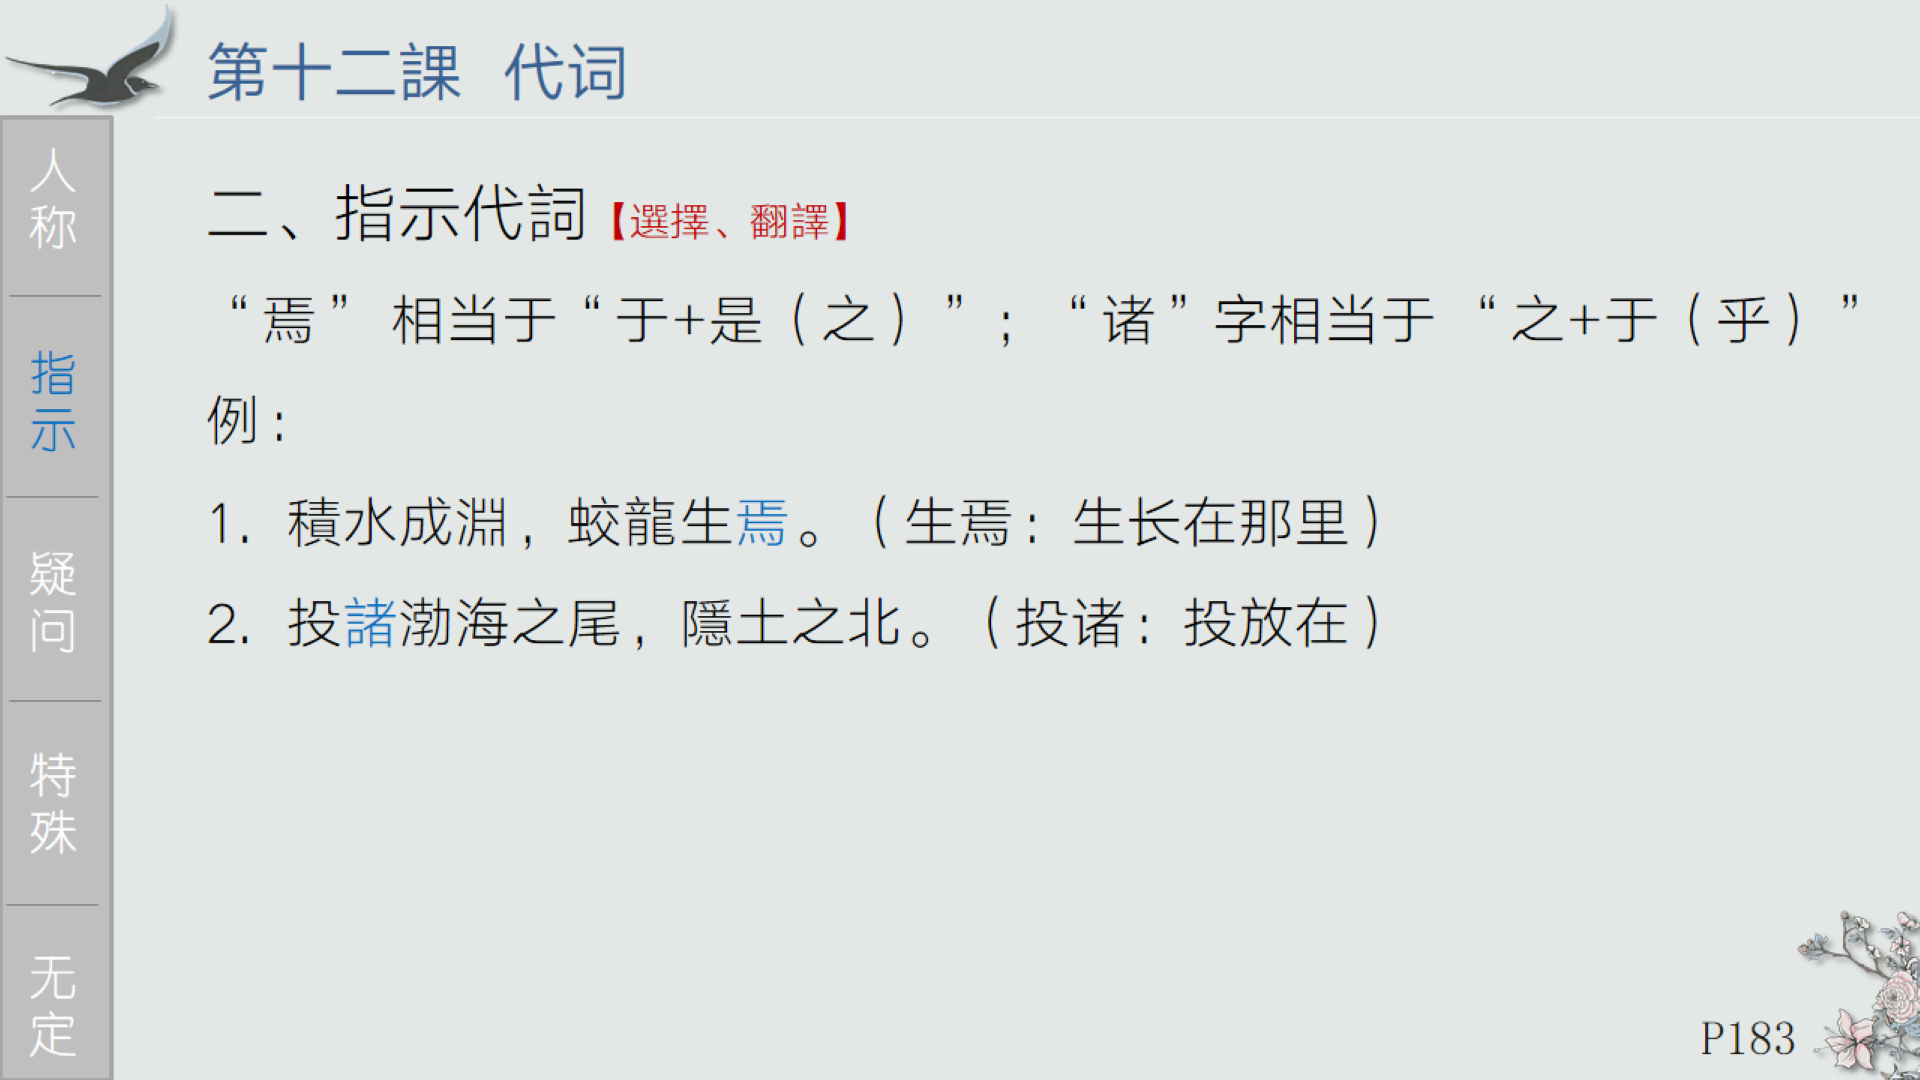 第十二課 代词
人称
指示
疑问
特殊
无定
二、指示代詞【選擇、翻譯】
“焉” 相当于“于+是（之）”；“诸”字相当于 “之+于（乎）”
例：
1. 積水成淵，蛟龍生焉。（生焉：生长在那里）
2. 投諸渤海之尾，隱土之北。（投诸：投放在）
P183